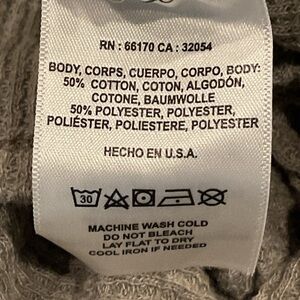 RN : 66170 CA : 32054
BODY, CORPS, CUERPO, CORPO, BODY:
50% COTTON, COTON, ALGODÓN,
COTONE, BAUMWOLLE
50% POLYESTER, POLYESTER,
POLIÉSTER, POLIESTERE, POLYESTER
HECHO EN U.S.A.
30
MACHINE WASH COLD
DO NOT BLEACH
LAY FLAT TO DRY
COOL IRON IF NEEDED